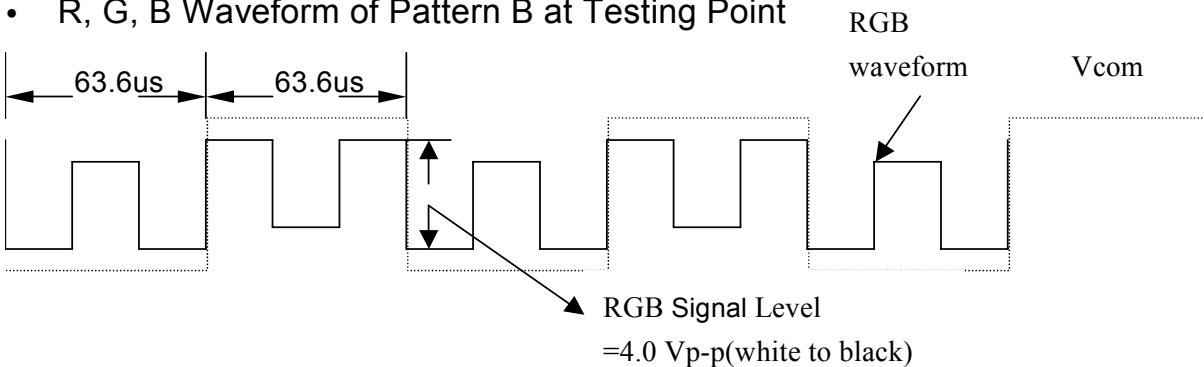 • R, G, B Waveform of Pattern B at Testing Point
RGB
waveform
Vcom
63.6us
63.6us
RGB Signal Level
=4.0 Vp-p(white to black)